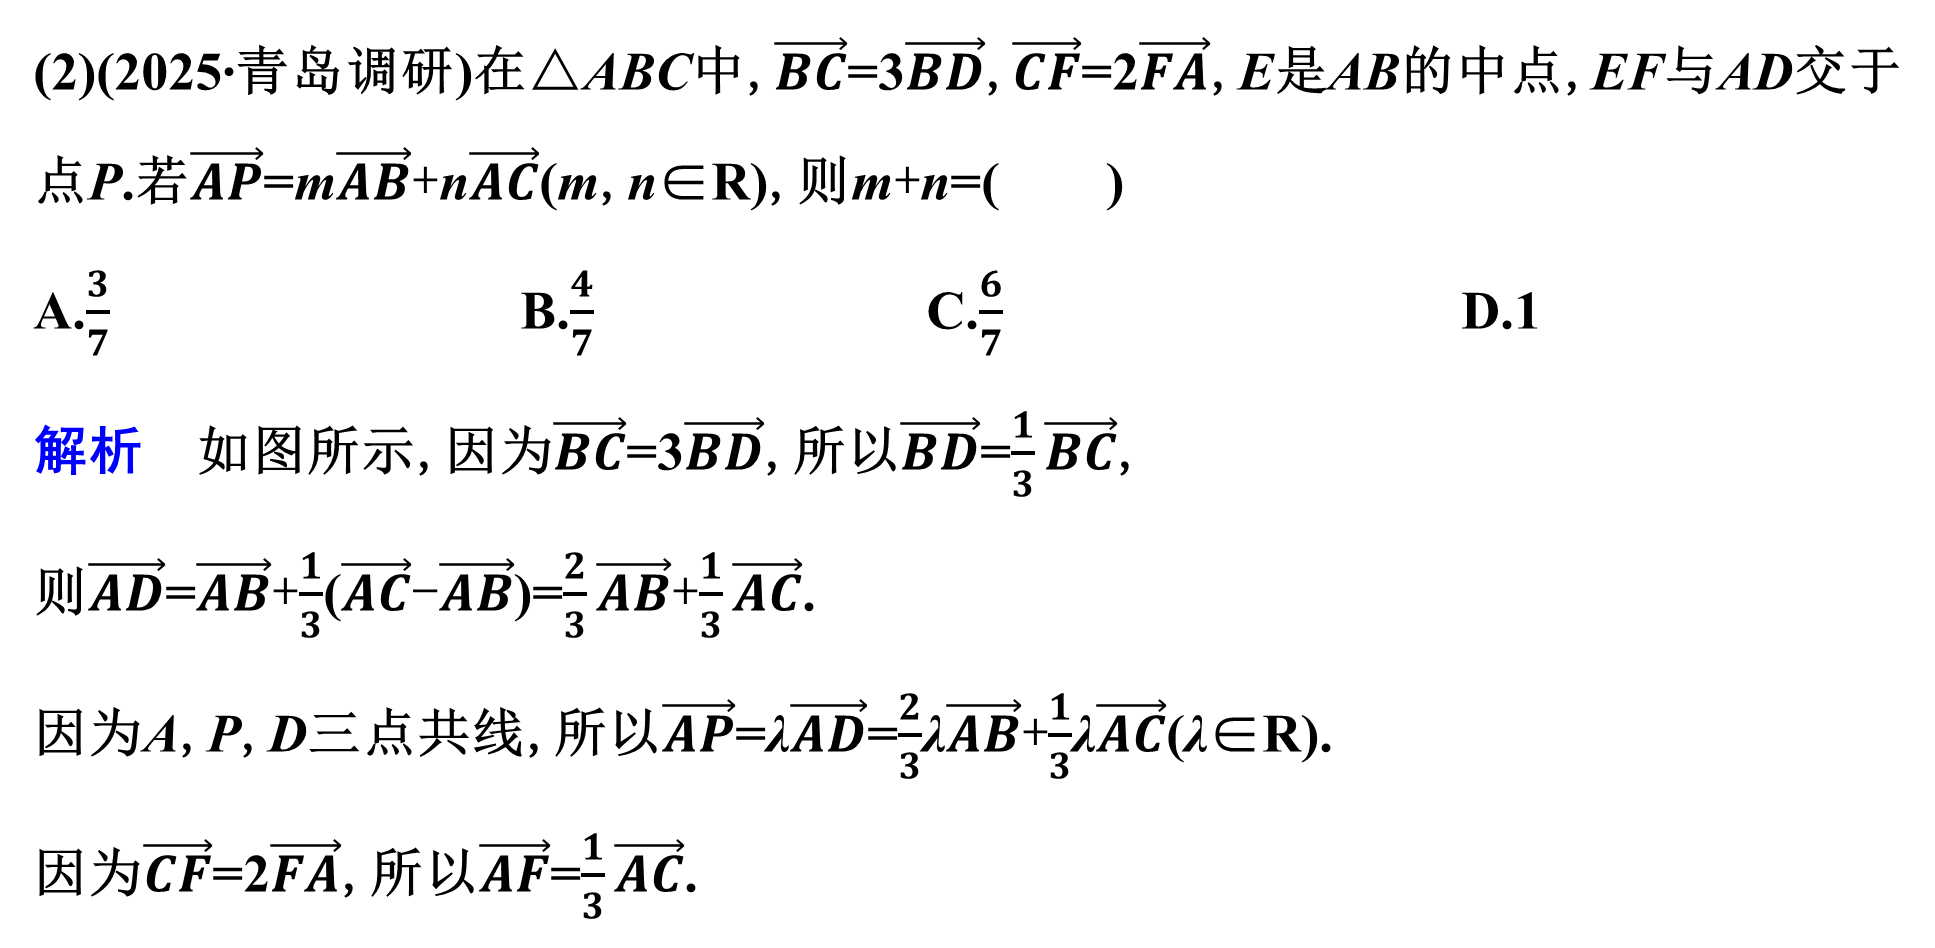 (2)(2025·青岛调研)在△ABC中, $\overrightarrow{BC}$=3$\overrightarrow{BD}$, $\overrightarrow{CF}$=2$\overrightarrow{FA}$, E是AB的中点, EF与AD交于
点P.若$\overrightarrow{AP}$=m$\overrightarrow{AB}$+n$\overrightarrow{AC}$(m, n∈R), 则m+n=(  )
A.$\frac{3}{7}$ B.$\frac{4}{7}$ C.$\frac{6}{7}$ D.1
解析 如图所示, 因为$\overrightarrow{BC}$=3$\overrightarrow{BD}$, 所以$\overrightarrow{BD}$=$\frac{1}{3}$$\overrightarrow{BC}$,
则$\overrightarrow{AD}$=$\overrightarrow{AB}$+$\frac{1}{3}$($\overrightarrow{AC}$−$\overrightarrow{AB}$)=$\frac{2}{3}$$\overrightarrow{AB}$+$\frac{1}{3}$$\overrightarrow{AC}$.
因为A, P, D三点共线, 所以$\overrightarrow{AP}$=λ$\overrightarrow{AD}$=$\frac{2}{3}$λ$\overrightarrow{AB}$+$\frac{1}{3}$λ$\overrightarrow{AC}$(λ∈R).
因为$\overrightarrow{CF}$=2$\overrightarrow{FA}$, 所以$\overrightarrow{AF}$=$\frac{1}{3}$$\overrightarrow{AC}$.